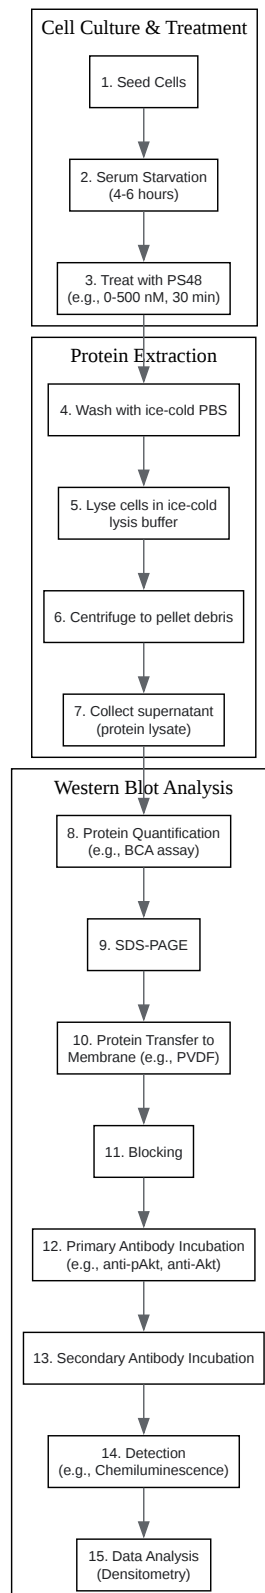 Cell Culture & Treatment
1. Seed Cells
2. Serum Starvation
(4-6 hours)
3. Treat with PS48
(e.g., 0-500 nM, 30 min)
Protein Extraction
4. Wash with ice-cold PBS
5. Lyse cells in ice-cold
lysis buffer
6. Centrifuge to pellet debris
7. Collect supernatant
(protein lysate)
Western Blot Analysis
8. Protein Quantification
(e.g., BCA assay)
9. SDS-PAGE
10. Protein Transfer to
Membrane (e.g., PVDF)
11. Blocking
12. Primary Antibody Incubation
(e.g., anti-pAkt, anti-Akt)
13. Secondary Antibody Incubation
14. Detection
(e.g., Chemiluminescence)
15. Data Analysis
(Densitometry)